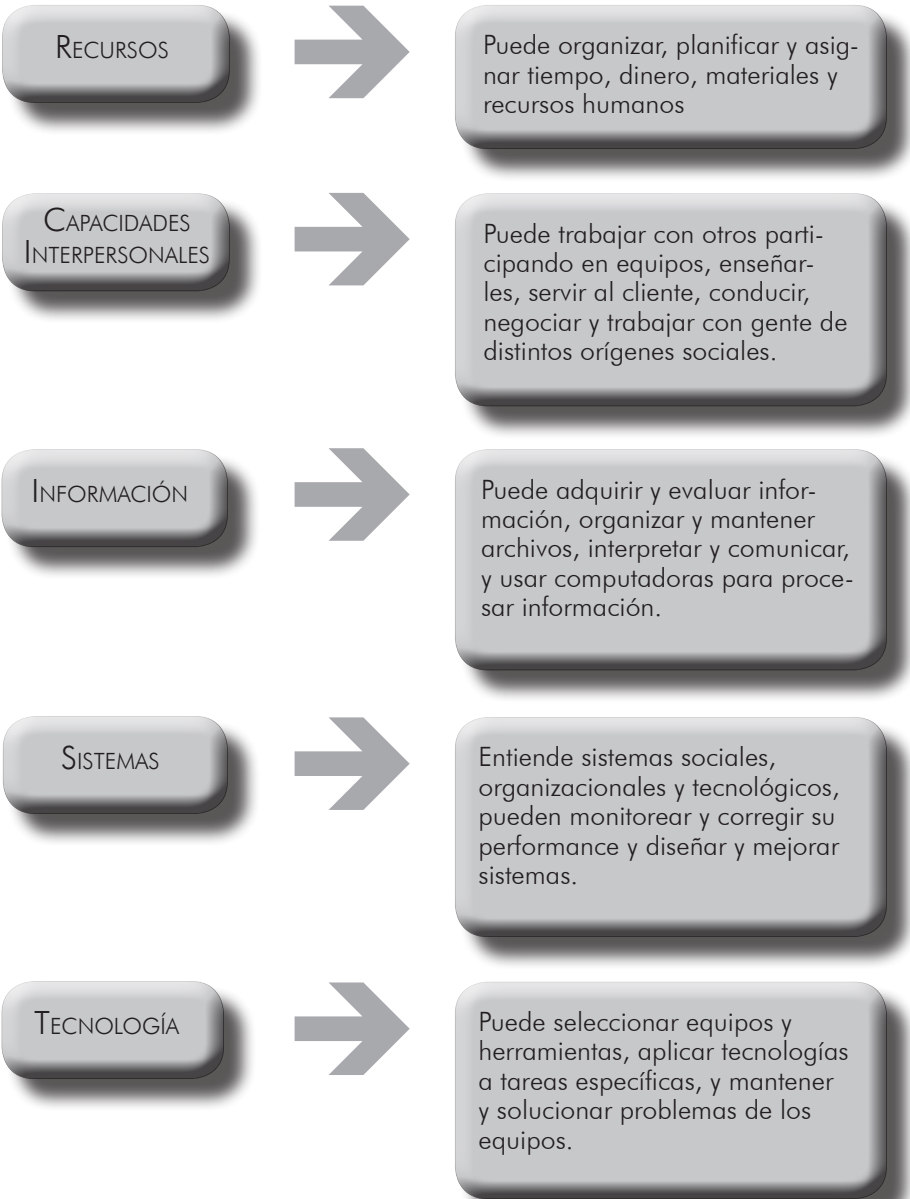 RECURSOS
Puede organizar, planificar y asig-
nar tiempo, dinero, materiales y
recursos humanos
CAPACIDADES
INTERPERSONALES
Puede trabajar con otros parti-
cipando en equipos, enseñar-
les, servir al cliente, conducir,
negociar y trabajar con gente de
distintos orígenes sociales.
INFORMACIÓN
Puede adquirir y evaluar infor-
mación, organizar y mantener
archivos, interpretar y comunicar,
y usar computadoras para proce-
sar información.
SISTEMAS
Entiende sistemas sociales,
organizacionales y tecnológicos,
pueden monitorear y corregir su
performance y diseñar y mejorar
sistemas.
TECNOLOGÍA
Puede seleccionar equipos y
herramientas, aplicar tecnologías
a tareas específicas, y mantener
y solucionar problemas de los
equipos.